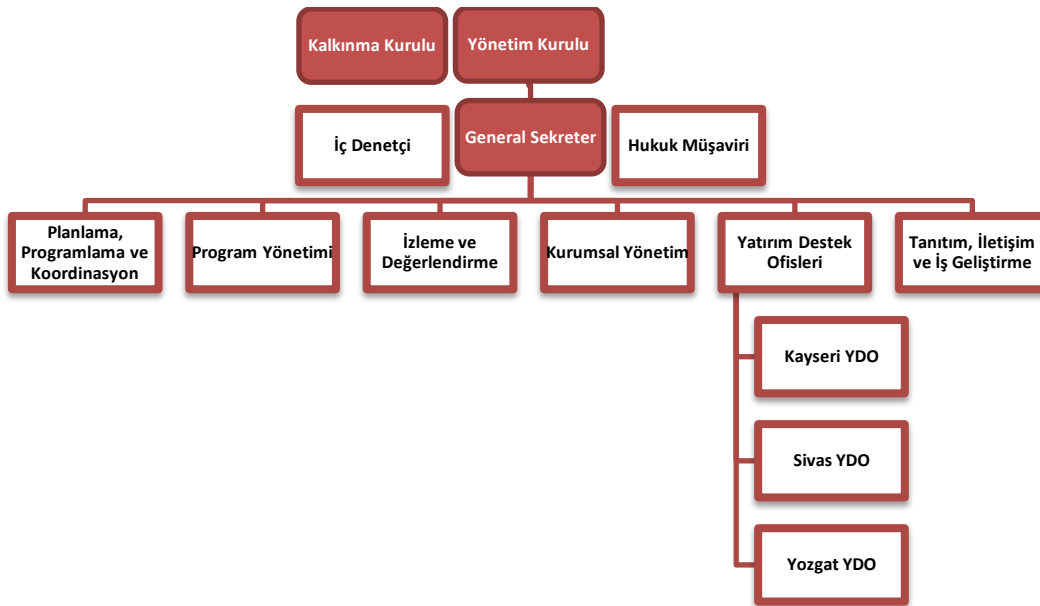 Kalkınma Kurulu
Yönetim Kurulu
İç Denetçi
General Sekreter
Hukuk Müşaviri
Planlama,
Programlama ve
Koordinasyon
Program Yönetimi
İzleme ve
Değerlendirme
Kurumsal Yönetim
Yatırım Destek
Ofisleri
Tanıtım, İletişim
ve İş Geliştirme
Kayseri YDO
Sivas YDO
Yozgat YDO